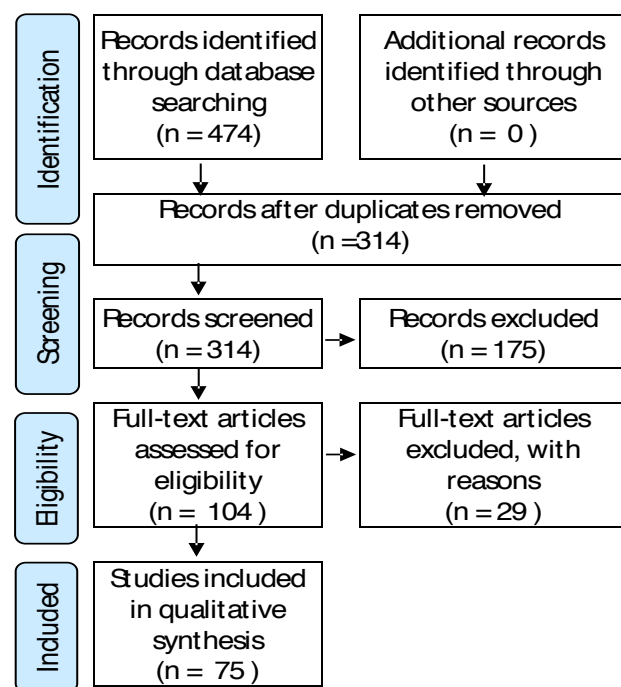 Identification
Records identified
through database
searching
(n = 474)
Additional records
identified through
other sources
(n = 0)
Records after duplicates removed
(n =314)
Screening
Records screened
(n = 314)
Records excluded
(n = 175)
Eligibility
Full-text articles
assessed for
eligibility
(n = 104 )
Full-text articles
excluded, with
reasons
(n = 29 )
Included
Studies included
in qualitative
synthesis
(n = 75 )